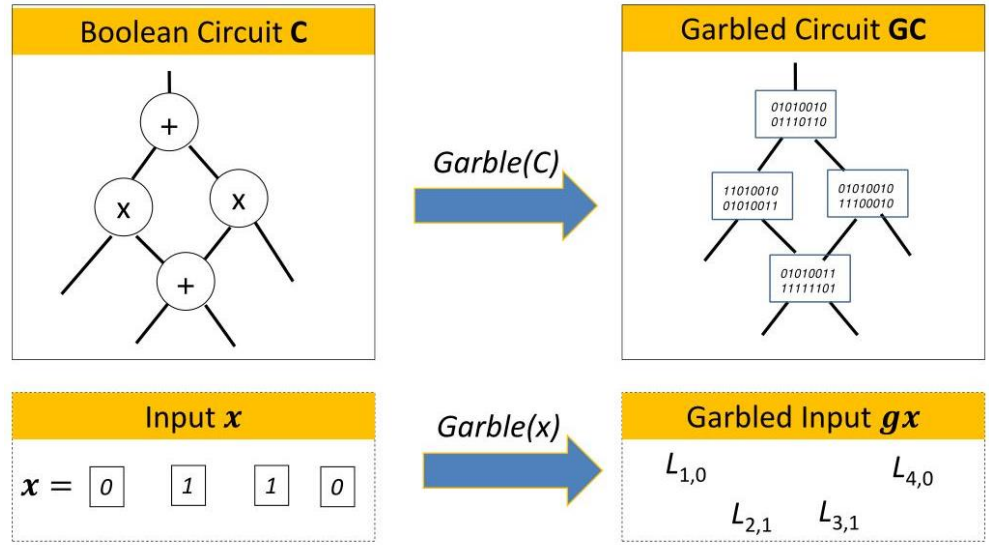 Boolean Circuit C
+
x
x
+
Garble(C)
Garbled Circuit GC
01010010
01110110
11010010
01010011
01010010
11100010
01010011
11111101
Input x
x = 0 1 1 0
Garble(x)
Garbled Input gx
L1,0
L2,1
L3,1
L4,0